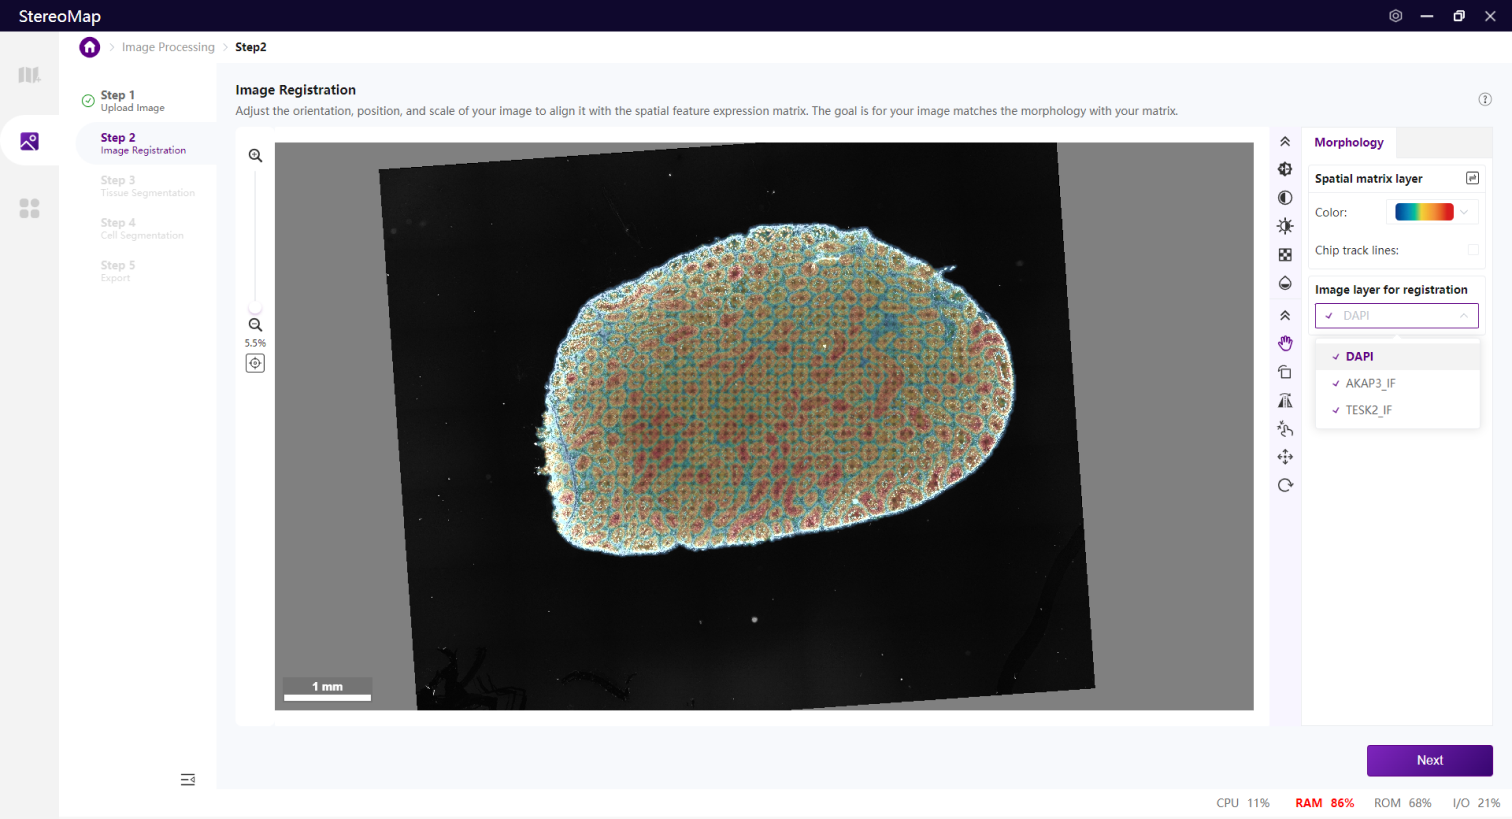 StereoMap
Image Processing
Step2
Step 1
Upload Image
Step 2
Image Registration
Step 3
Tissue Segmentation
Step 4
Cell Segmentation
Step 5
Export
Image Registration
Adjust the orientation, position, and scale of your image to align it with the spatial feature expression matrix. The goal is for your image matches the morphology with your matrix.
5.5%
1 mm
Morphology
Spatial matrix layer
Color:
Chip track lines:
Image layer for registration
DAPI
DAPI
AKAP3_IF
TESK2_IF
Next
CPU 11% RAM 86% ROM 68% I/O 21%